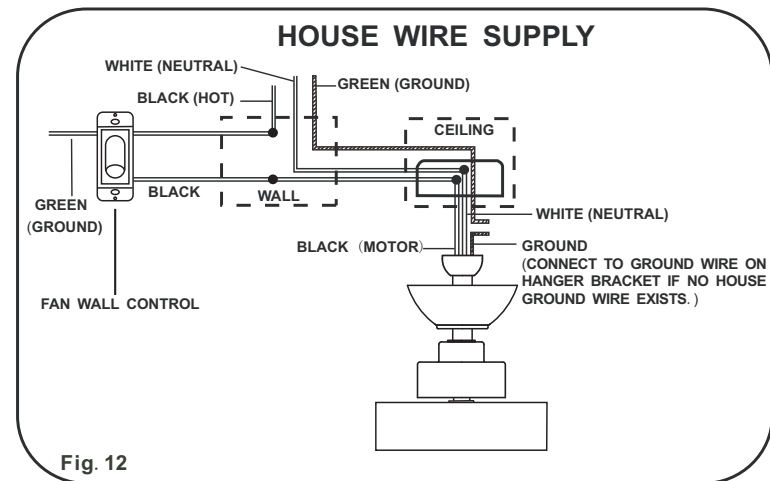 HOUSE WIRE SUPPLY
WHITE (NEUTRAL)
GREEN (GROUND)
BLACK (HOT)
CEILING
BLACK
WALL
GREEN
(GROUND)
WHITE (NEUTRAL)
BLACK (MOTOR)
GROUND
(CONNECT TO GROUND WIRE ON
HANGER BRACKET IF NO HOUSE
GROUND WIRE EXISTS.)
FAN WALL CONTROL
Fig. 12